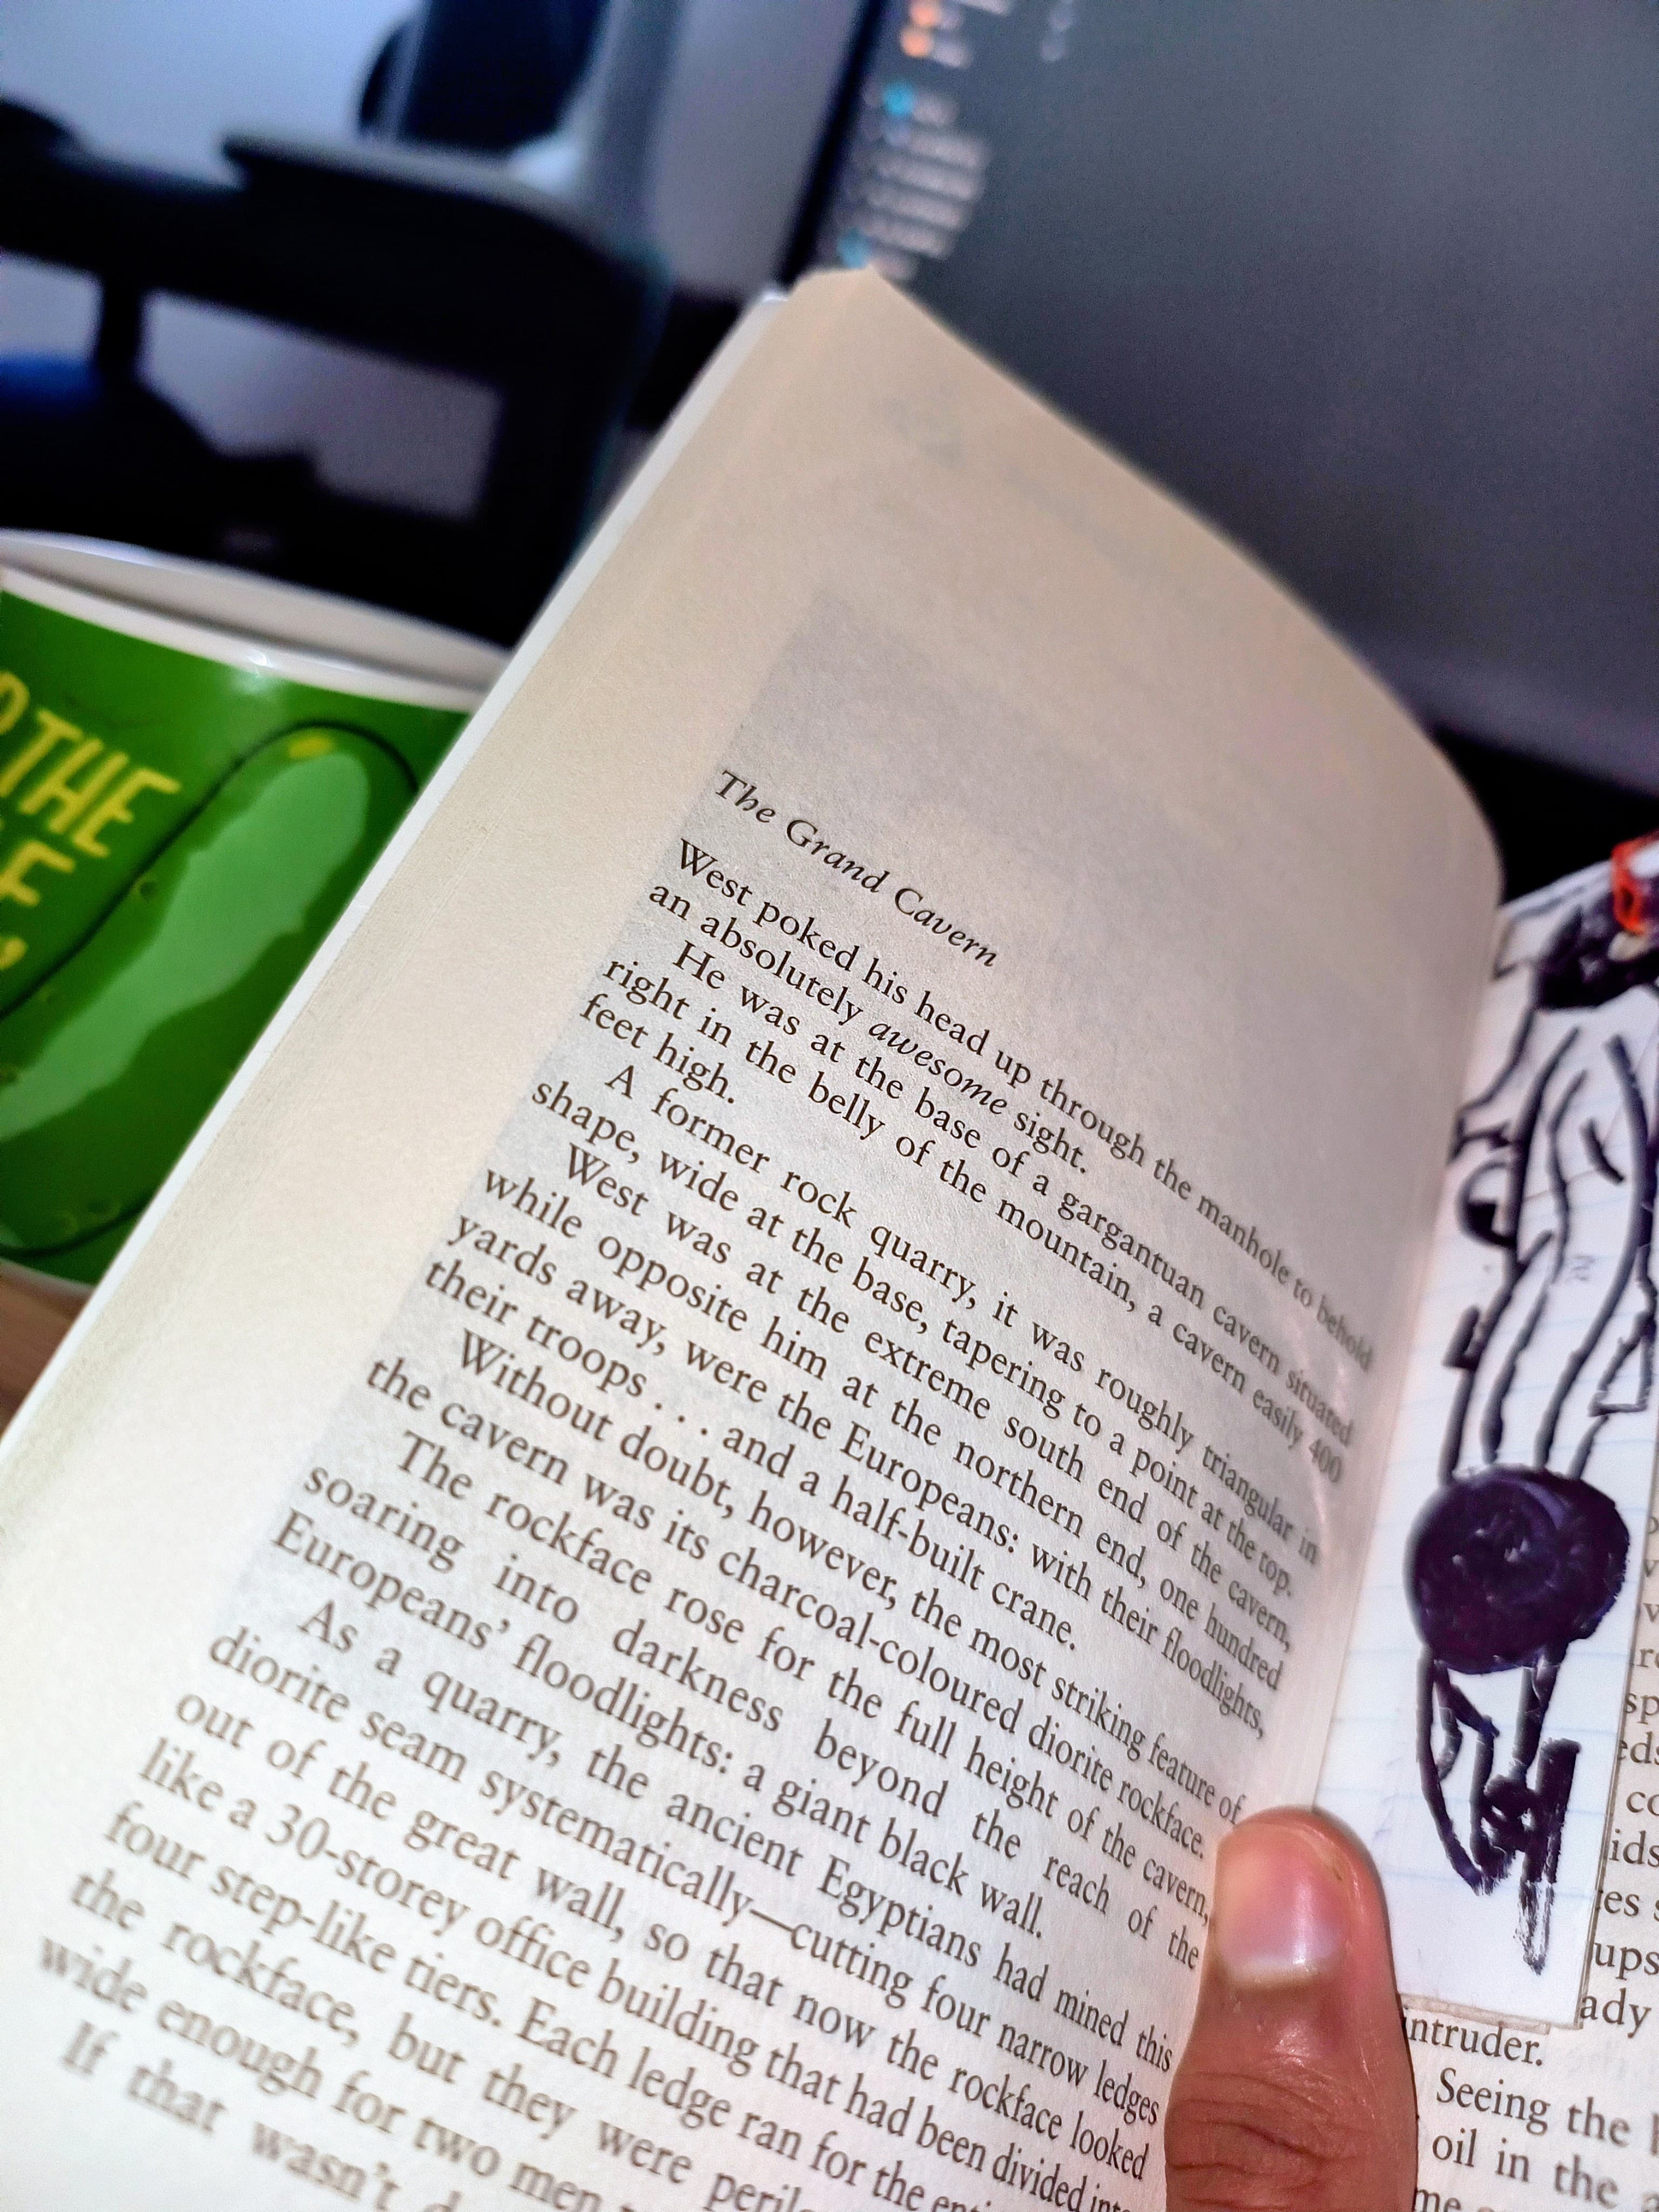 THE
The Grand Cavern
West poked his head up through the manhole to behold
an absolutely awesome sight.
He was at the base of a gargantuan cavern situated
right in the belly of the mountain, a cavern easily 400
feet high.
A former rock quarry, it was roughly triangular in
shape, wide at the base, tapering to a point at the top.
West was at the extreme south end of the cavern,
while opposite him at the northern end, one hundred
yards away, were the Europeans: with their floodlights,
their troops . . . and a half-built crane.
Without doubt, however, the most striking feature of
the cavern was its charcoal-coloured diorite rockface.
The rockface rose for the full height of the cavern,
soaring into darkness beyond the reach of the
Europeans' floodlights: a giant black wall.
As a quarry, the ancient Egyptians had mined this
diorite seam systematically—cutting four narrow ledges
out of the great wall, so that now the rockface looked
like a 30-storey office building that had been divided into
four step-like tiers. Each ledge ran for the
the rockface, but they were
wide enough for two men
If that wasn't
ups
ady
intruder.
Seeing the
oil in the